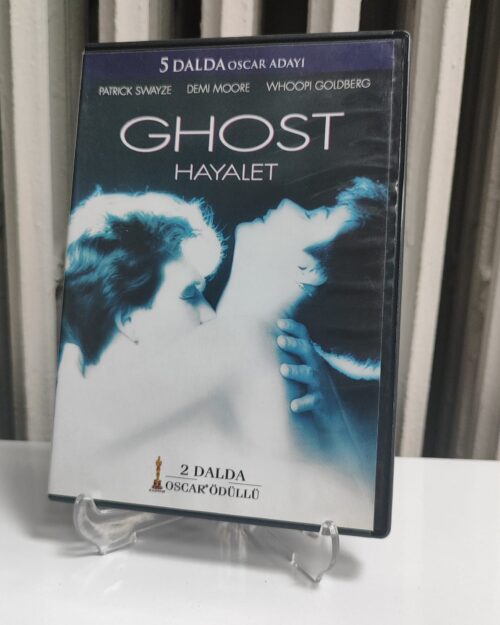 5 DALDA OSCAR ADAYI
PATRICK SWAYZE DEMI MOORE WHOOPI GOLDBERG
GHOST
HAYALET
2 DALDA
OSCAR® ÖDÜLLÜ